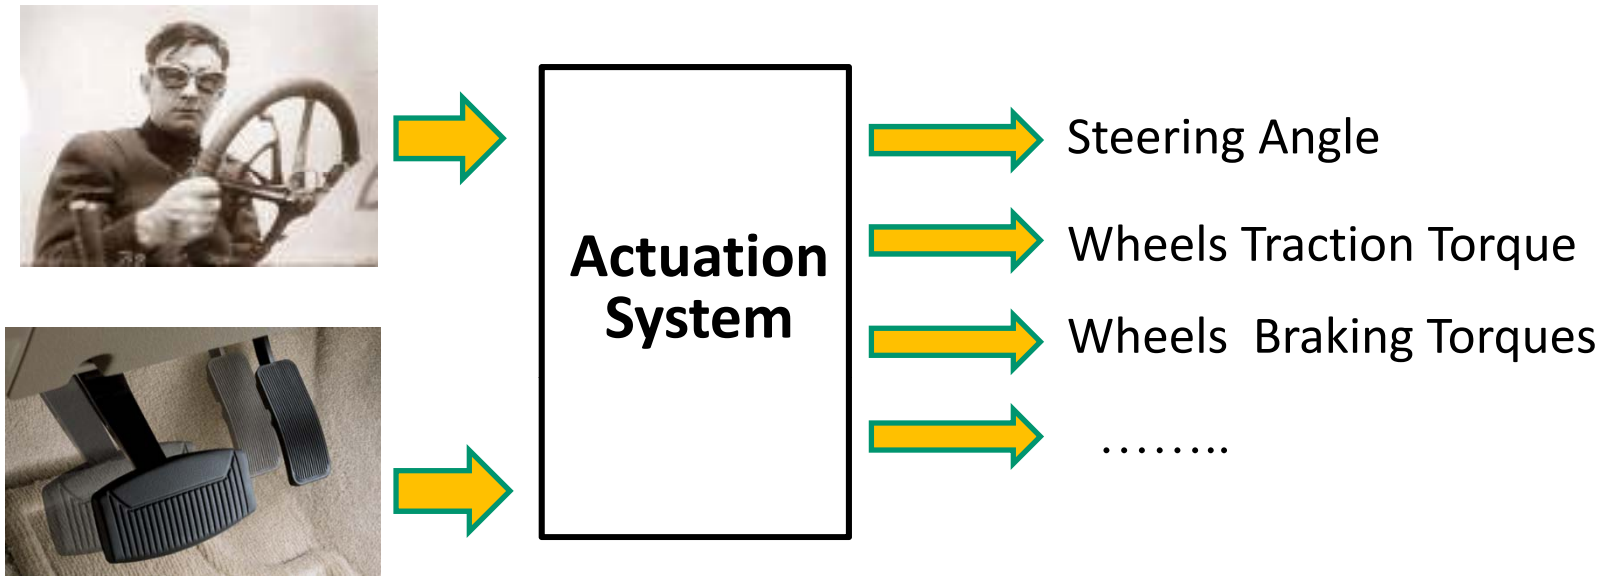 Actuation
System
Steering Angle
Wheels Traction Torque
Wheels  Braking Torques
........